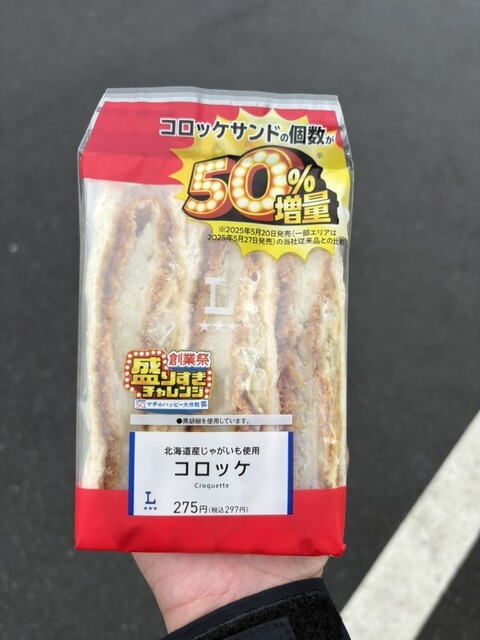 コロッケサンドの個数が
50%※
増量
※2025年5月20日発売(一部エリアは
2025年5月27日発売)の当社従来品との比較
L
創業祭
盛りすぎ
チャレンジ
マチのハッピー大作戦
●黒胡椒を使用しています。
北海道産じゃがいも使用
コロッケ
Croquette
L
275円(税込297円)